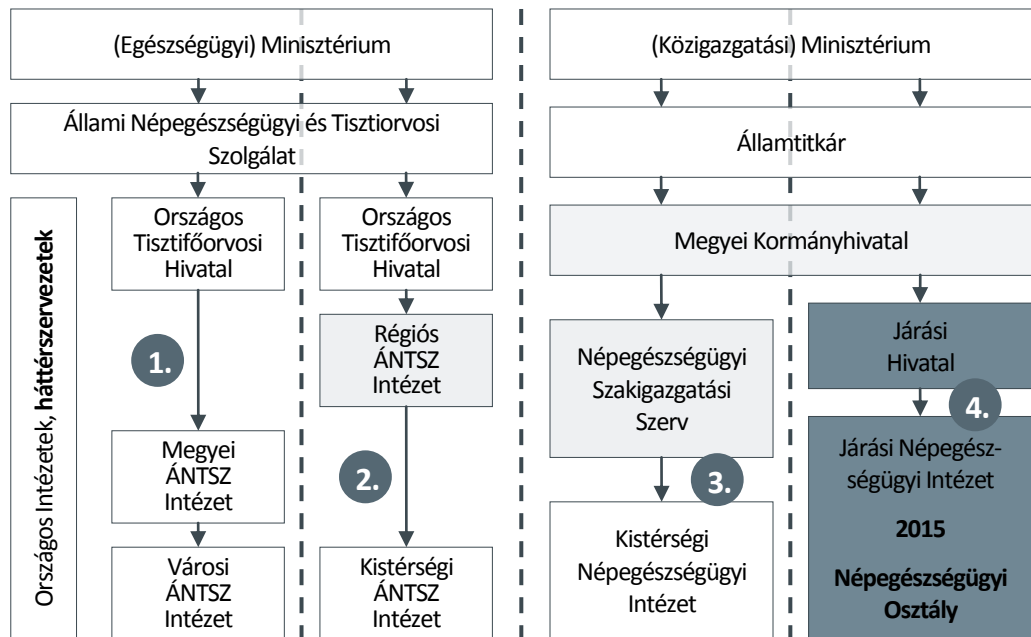 (Egészségügyi) Minisztérium
Állami Népegészségügyi és Tisztiorvosi
Szolgálat
Országos Intézetek, háttérszervezetek
Országos
Tisztifőorvosi
Hivatal
1.
Megyei
ÁNTSZ
Intézet
Városi
ÁNTSZ
Intézet
Országos
Tisztifőorvosi
Hivatal
Régiós
ÁNTSZ
Intézet
2.
Kistérségi
ÁNTSZ
Intézet
(Közigazgatási) Minisztérium
Államtitkár
Megyei Kormányhivatal
Népegészségügyi
Szakigazgatási
Szerv
3.
Kistérségi
Népegészségügyi
Intézet
Járási
Hivatal
4.
Járási Népegész-
ségügyi Intézet
2015
Népegészségügyi
Osztály